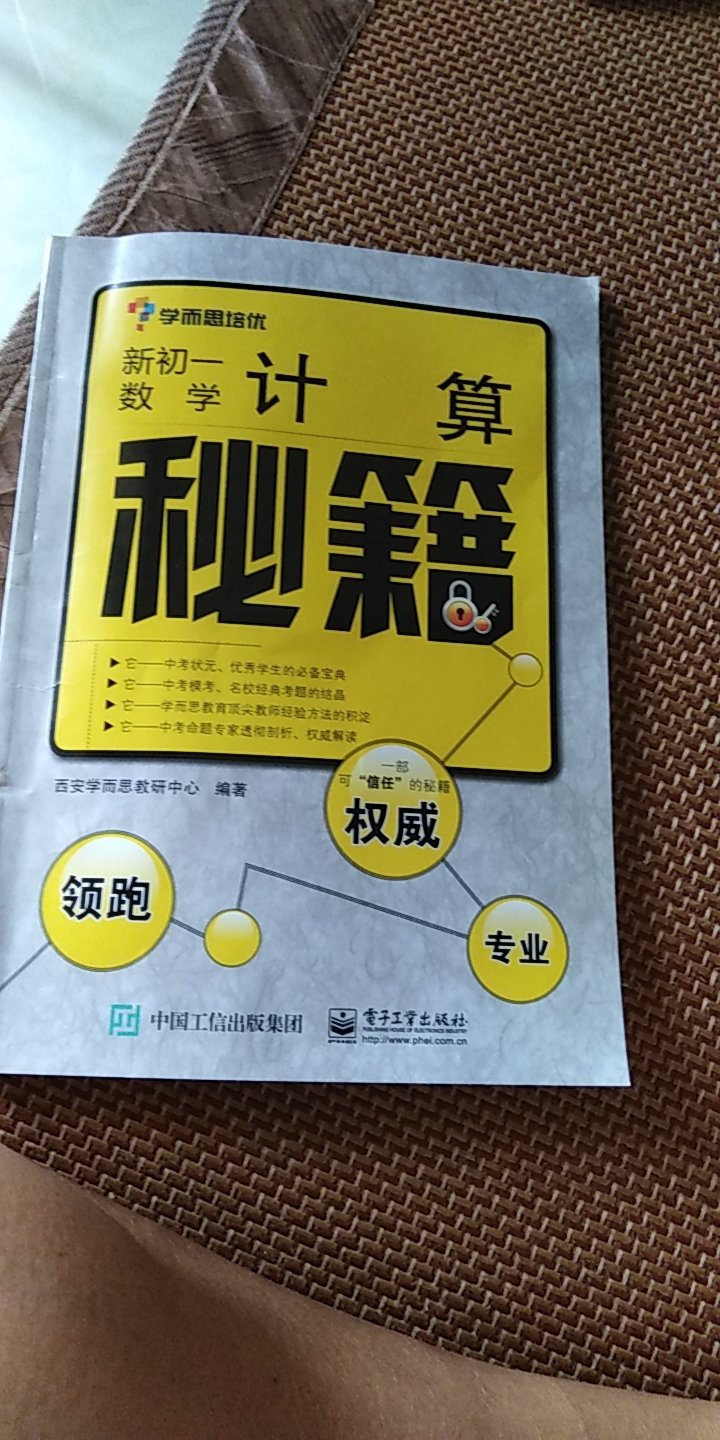 学而思培优
新初一
数学
计算
秘籍
▶ 它——中考状元、优秀学生的必备宝典
▶ 它——中考模考、名校经典考题的结晶
▶ 它——学而思教育顶尖教师经验方法的积淀
▶ 它——中考命题专家透彻剖析、权威解读
西安学而思教研中心 编著
一部
可“信任”的秘籍
权威
领跑
专业
中国工信出版集团
電子工業出版社
PUBLISHING HOUSE OF ELECTRONICS INDUSTRY
http://www.phei.com.cn